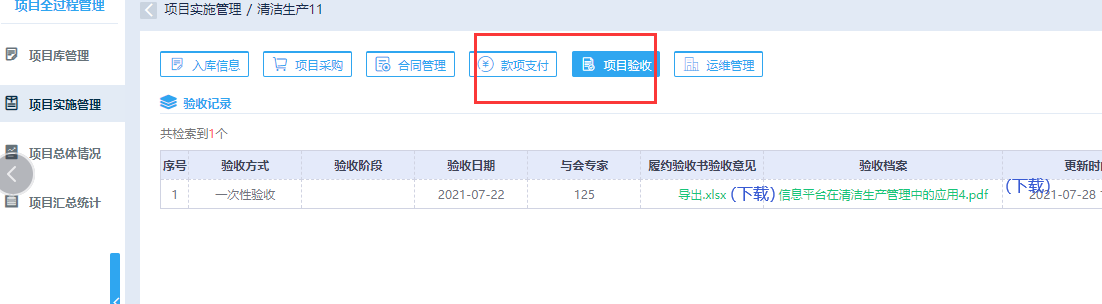 项目全过程管理
项目实施管理 / 清洁生产11
项目库管理
入库信息 项目采购 合同管理 款项支付 项目验收 运维管理
项目实施管理
验收记录
共检索到1个
项目总体情况
序号 验收方式 验收阶段 验收日期 与会专家 履约验收书验收意见 验收档案 更新时
1 一次性验收 2021-07-22 125 导出.xlsx (下载) 信息平台在清洁生产管理中的应用4.pdf (下载) 2021-07-28 1
项目汇总统计